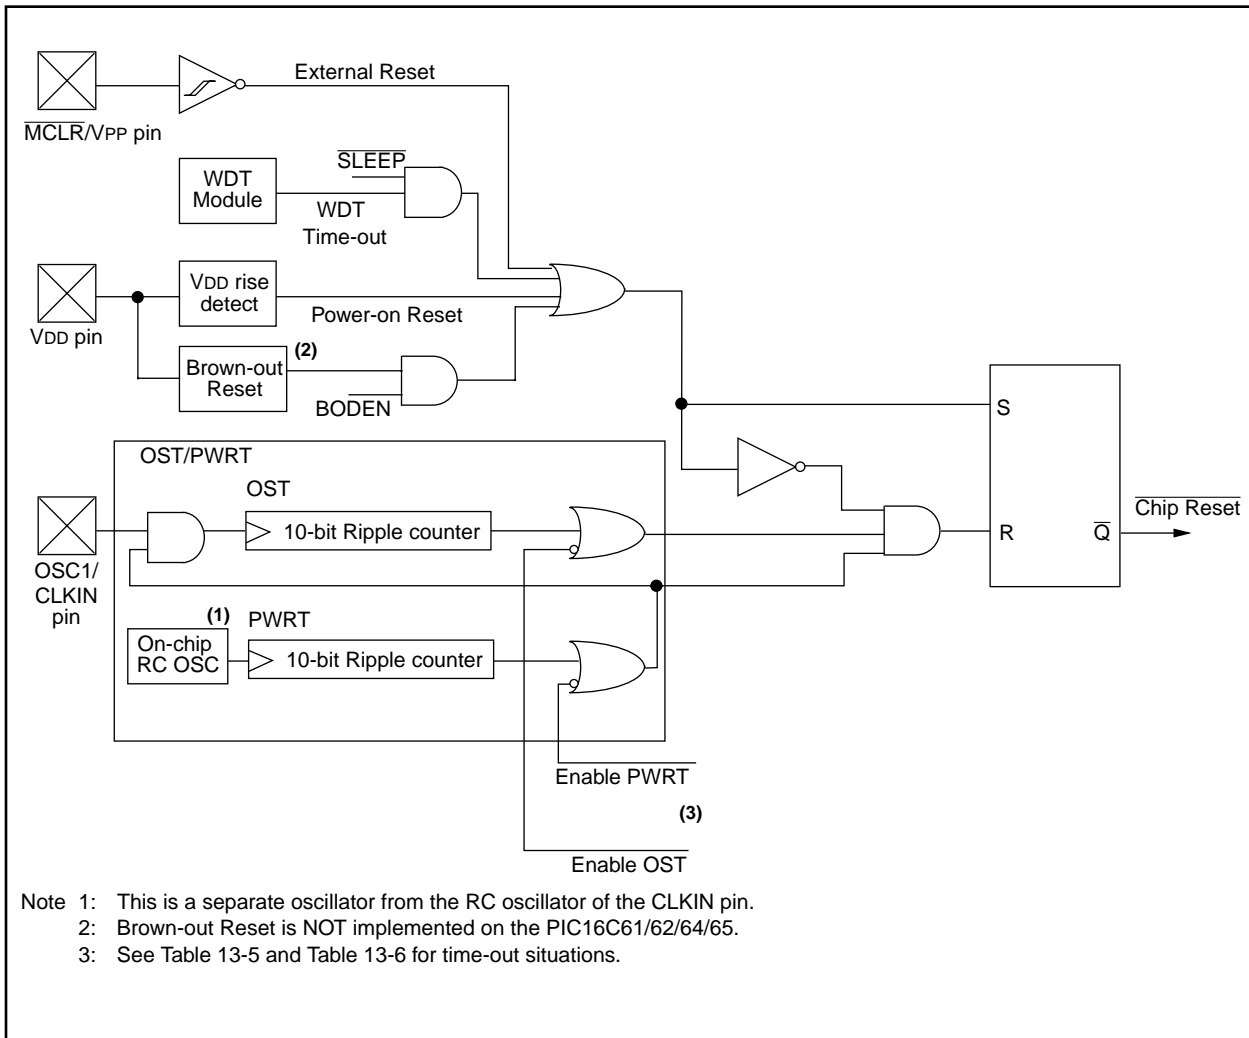 External Reset
MCLR/VPP pin
SLEEP
WDT
Module
WDT
Time-out
VDD rise
detect
VDD pin
Power-on Reset
(2)
Brown-out
Reset
BODEN
S
OST/PWRT
OST
10-bit Ripple counter
OSC1/
CLKIN
pin
R
Q
Chip Reset
(1)
PWRT
On-chip
RC OSC
10-bit Ripple counter
Enable PWRT
(3)
Enable OST
Note 1: This is a separate oscillator from the RC oscillator of the CLKIN pin.
2: Brown-out Reset is NOT implemented on the PIC16C61/62/64/65.
3: See Table 13-5 and Table 13-6 for time-out situations.